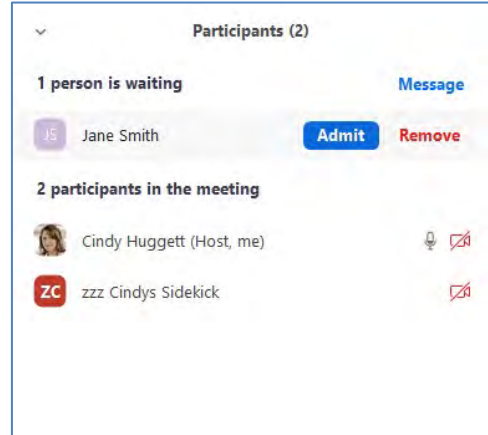 Participants (2)
1 person is waiting Message
JS Jane Smith Admit Remove
2 participants in the meeting
Cindy Huggett (Host, me)
ZC zzz Cindys Sidekick